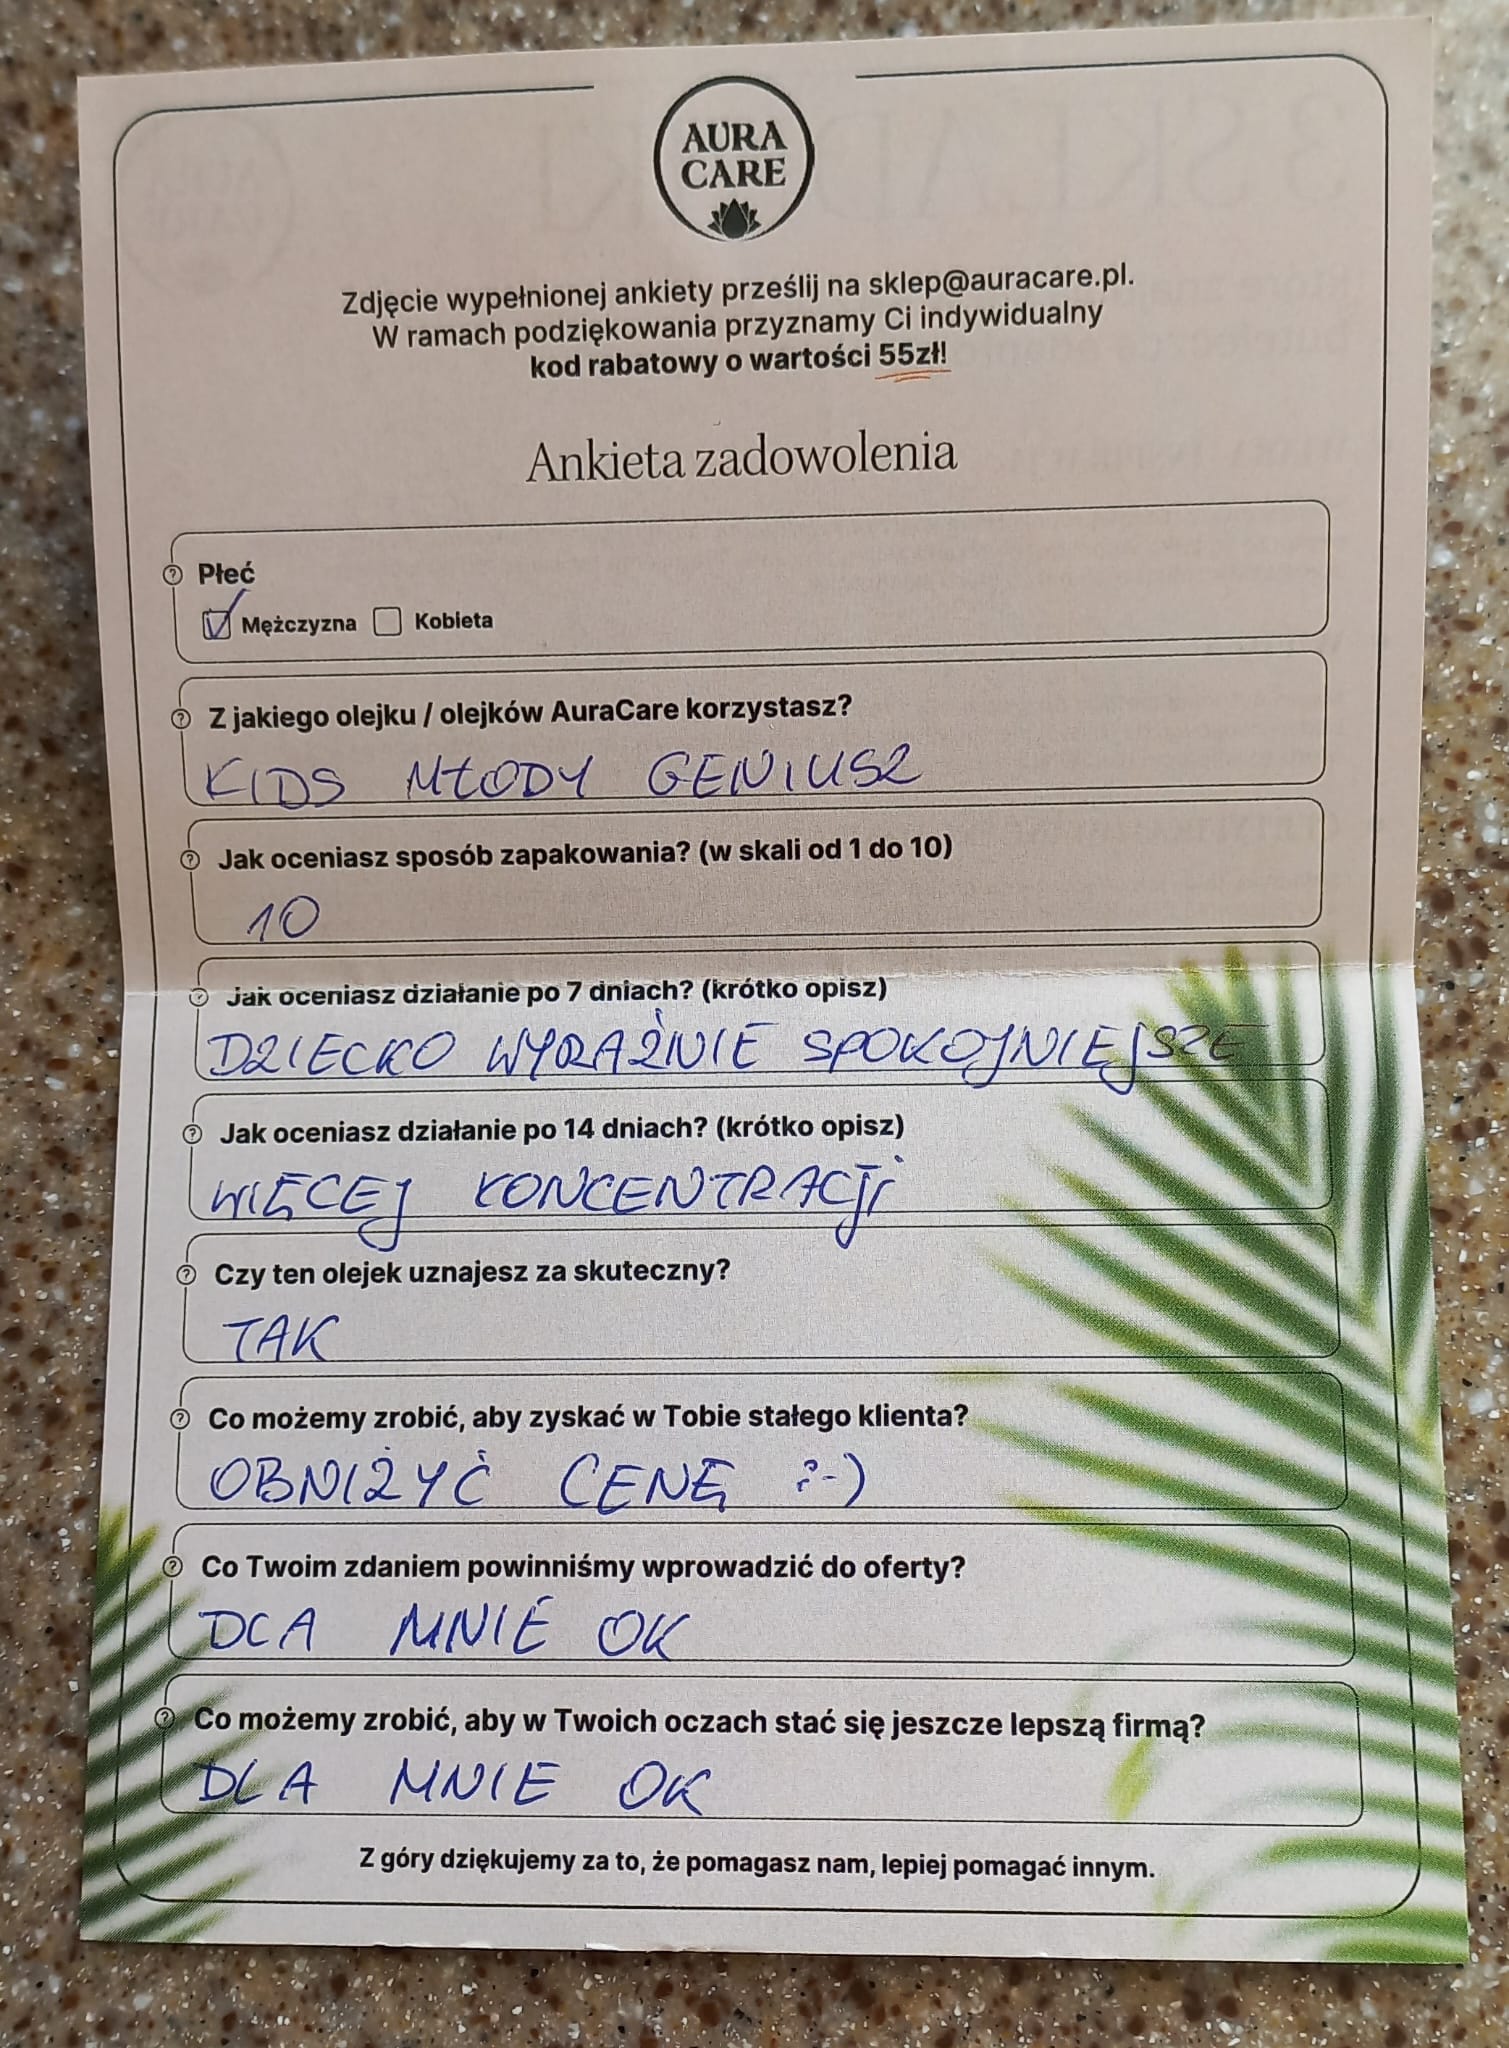 AURA
CARE
Zdjęcie wypełnionej ankiety prześlij na sklep@auracare.pl.
W ramach podziękowania przyznamy Ci indywidualny
kod rabatowy o wartości 55zł!
Ankieta zadowolenia
Płeć
Mężczyzna Kobieta
Z jakiego olejku / olejków AuraCare korzystasz?
KIDS MŁODY GENIUSZ
Jak oceniasz sposób zapakowania? (w skali od 1 do 10)
10
Jak oceniasz działanie po 7 dniach? (krótko opisz)
DZIECKO WYRAŹNIE SPOKOJNIEJSZE
Jak oceniasz działanie po 14 dniach? (krótko opisz)
WIĘCEJ KONCENTRACJI
Czy ten olejek uznajesz za skuteczny?
TAK
Co możemy zrobić, aby zyskać w Tobie stałego klienta?
OBNIŻYĆ CENĘ :-)
Co Twoim zdaniem powinniśmy wprowadzić do oferty?
DLA MNIE OK
Co możemy zrobić, aby w Twoich oczach stać się jeszcze lepszą firmą?
DLA MNIE OK
Z góry dziękujemy za to, że pomagasz nam, lepiej pomagać innym.